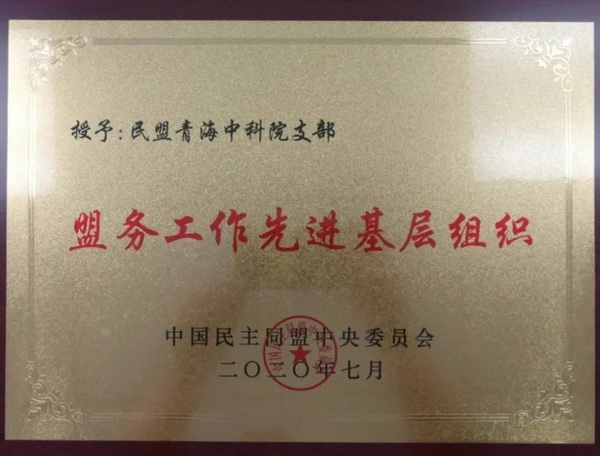 授予:民盟青海中科院支部
盟务工作先进基层组织
中国民主同盟中央委员会
二〇二〇年七月